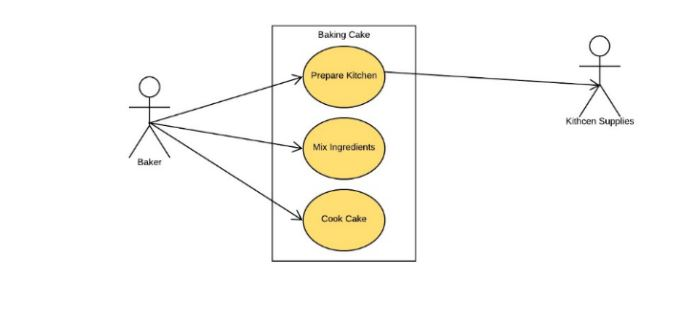 Baking Cake
Prepare Kitchen
Mix Ingredients
Cook Cake
Baker
Kithcen Supplies